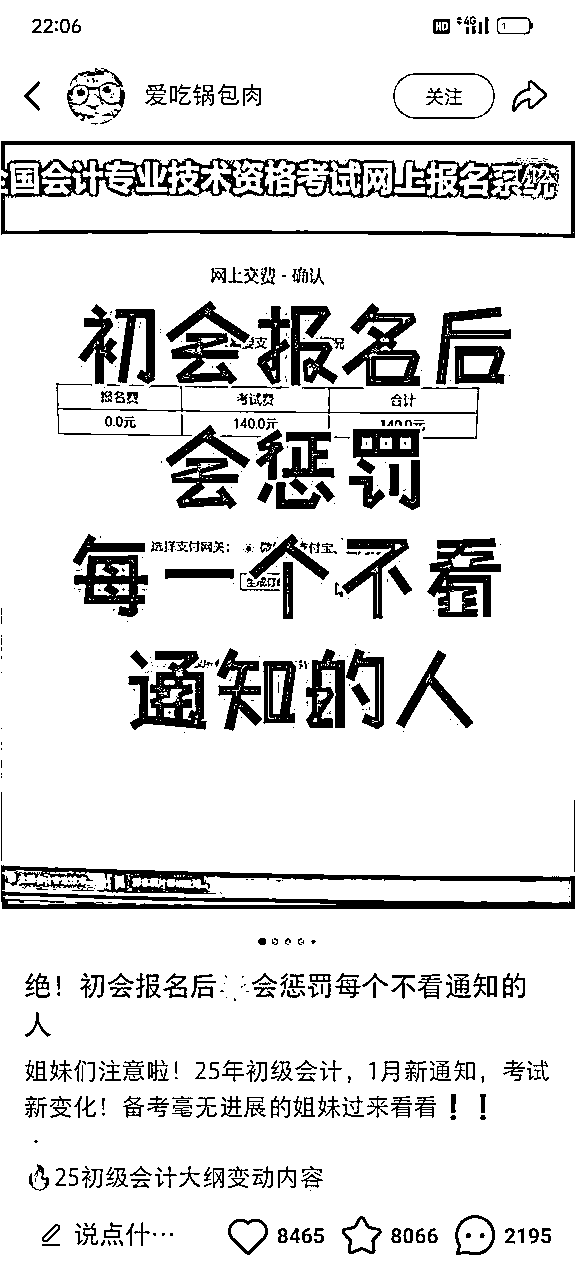 22:06
HD 4G 1
爱吃锅包肉
关注
全国会计专业技术资格考试网上报名系统
网上交费 - 确认
初会报名后
报名费 考试费 合计
0.0元 140.0元 140.0元
会惩罚
选择支付网关：
每一个不看
通知的人
绝！初会报名后 会惩罚每个不看通知的
人
姐妹们注意啦！25年初级会计，1月新通知，考试
新变化！备考毫无进展的姐妹过来看看❗❗
.
🔥25初级会计大纲变动内容
说点什… 8465 8066 2195